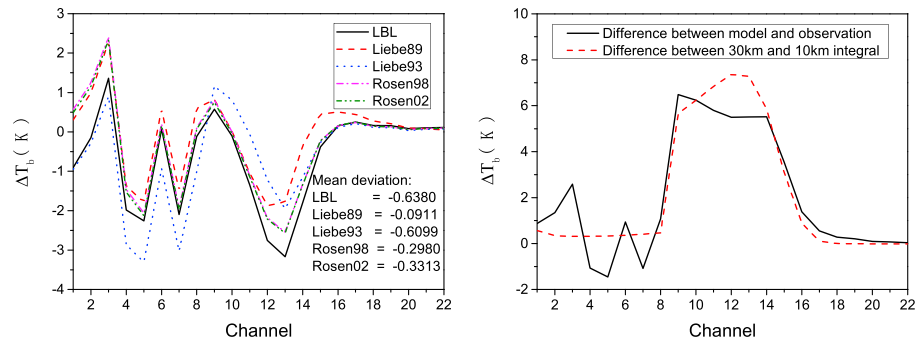 3
2
1
0
-1
-2
-3
-4
ΔTb ( K )
LBL
Liebe89
Liebe93
Rosen98
Rosen02
Mean deviation:
LBL = -0.6380
Liebe89 = -0.0911
Liebe93 = -0.6099
Rosen98 = -0.2980
Rosen02 = -0.3313
2 4 6 8 10 12 14 16 18 20 22
Channel
10
8
6
4
2
0
-2
ΔTb ( K )
Difference between model and observation
Difference between 30km and 10km integral
2 4 6 8 10 12 14 16 18 20 22
Channel